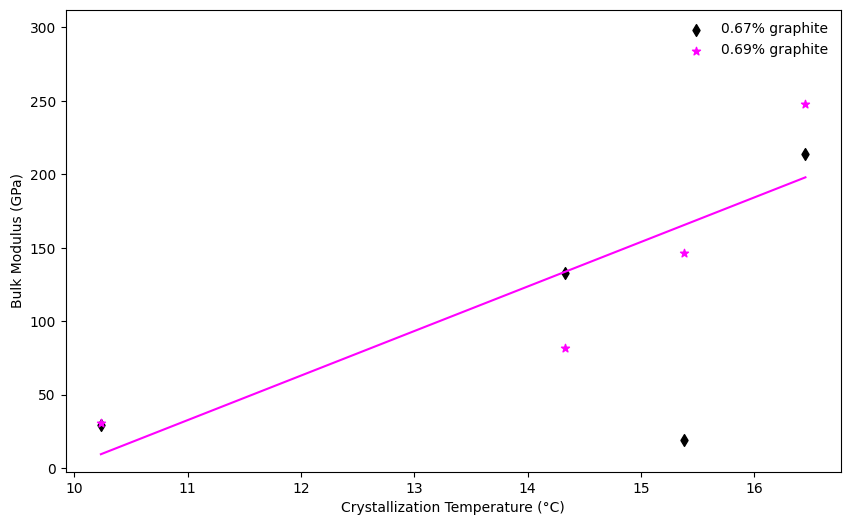 300
250
200
150
100
50
0
10 11 12 13 14 15 16
Bulk Modulus (GPa)
Crystallization Temperature (°C)
0.67% graphite
0.69% graphite